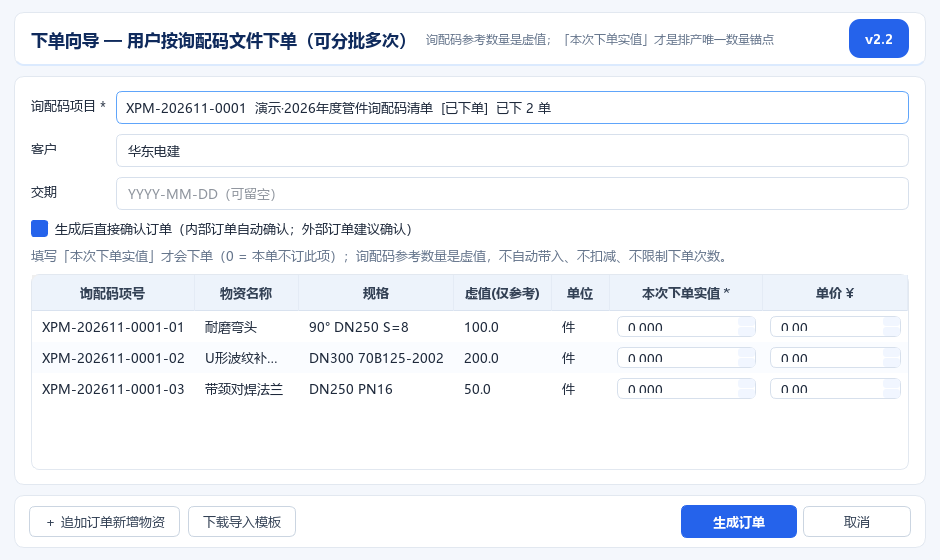 下单向导 — 用户按询配码文件下单（可分批多次） 询配码参考数量是虚值；「本次下单实值」才是排产唯一数量锚点 v2.2
询配码项目 * XPM-202611-0001 演示·2026年度管件询配码清单 [已下单] 已下 2 单
客户 华东电建
交期 YYYY-MM-DD（可留空）
生成后直接确认订单（内部订单自动确认；外部订单建议确认）
填写「本次下单实值」才会下单（0 = 本单不订此项）；询配码参考数量是虚值，不自动带入、不扣减、不限制下单次数。
询配码项号 物资名称 规格 虚值(仅参考) 单位 本次下单实值 * 单价 ¥
XPM-202611-0001-01 耐磨弯头 90° DN250 S=8 100.0 件 0.000 0.00
XPM-202611-0001-02 U形波纹补... DN300 70B125-2002 200.0 件 0.000 0.00
XPM-202611-0001-03 带颈对焊法兰 DN250 PN16 50.0 件 0.000 0.00
+ 追加订单新增物资 下载导入模板 生成订单 取消